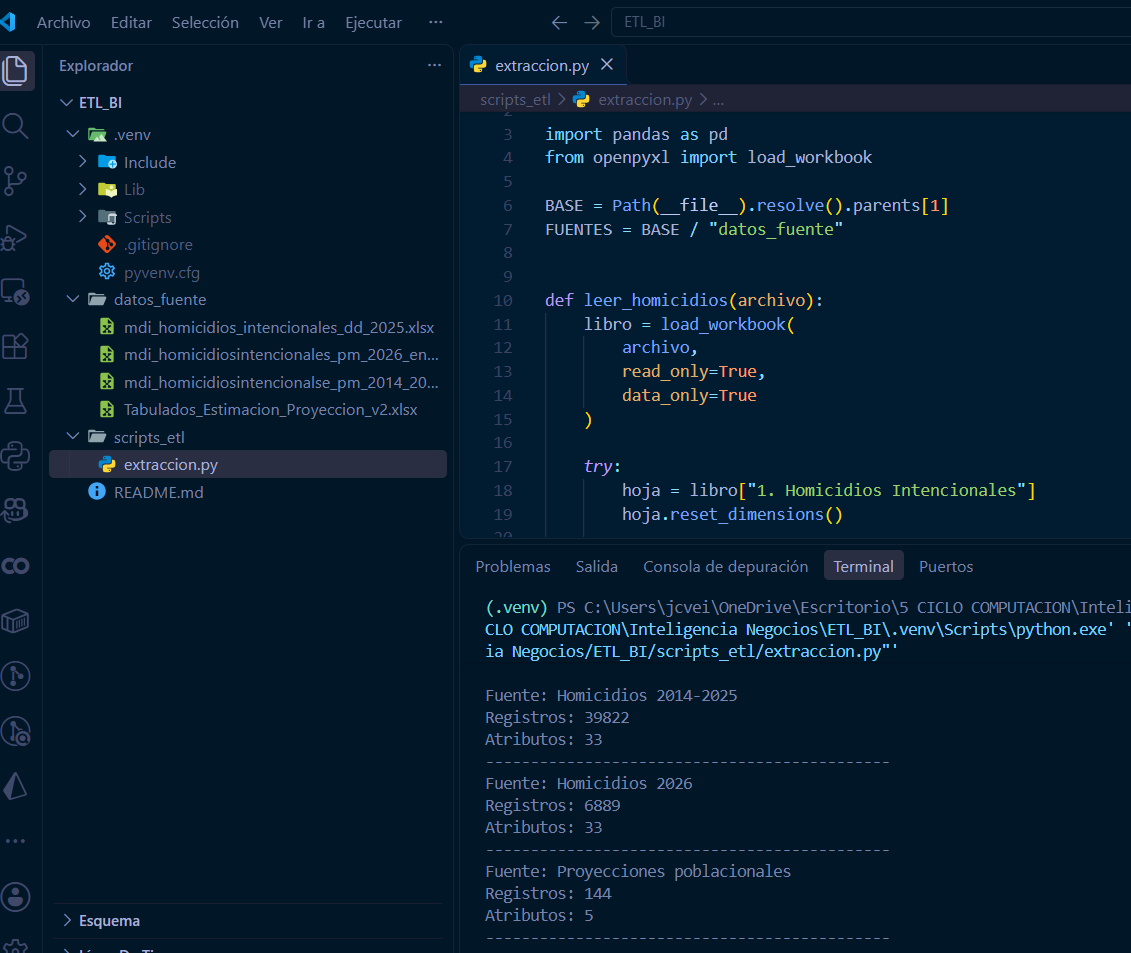 Archivo Editar Selección Ver Ir a Ejecutar ··· ETL_BI
Explorador ···
ETL_BI
.venv
Include
Lib
Scripts
.gitignore
pyvenv.cfg
datos_fuente
mdi_homicidios_intencionales_dd_2025.xlsx
mdi_homicidiosintencionales_pm_2026_en...
mdi_homicidiosintencionalse_pm_2014_20...
Tabulados_Estimacion_Proyeccion_v2.xlsx
scripts_etl
extraccion.py
README.md
Esquema
extraccion.py
scripts_etl > extraccion.py > ...
2
3 import pandas as pd
4 from openpyxl import load_workbook
5
6 BASE = Path(__file__).resolve().parents[1]
7 FUENTES = BASE / "datos_fuente"
8
9
10 def leer_homicidios(archivo):
11 libro = load_workbook(
12 archivo,
13 read_only=True,
14 data_only=True
15 )
16
17 try:
18 hoja = libro["1. Homicidios Intencionales"]
19 hoja.reset_dimensions()
20
Problemas Salida Consola de depuración Terminal Puertos
(.venv) PS C:\Users\jcvei\OneDrive\Escritorio\5 CICLO COMPUTACION\Inteli
CLO COMPUTACION\Inteligencia Negocios\ETL_BI\.venv\Scripts\python.exe' '
ia Negocios/ETL_BI/scripts_etl/extraccion.py"'
Fuente: Homicidios 2014-2025
Registros: 39822
Atributos: 33
---------------------------------------------
Fuente: Homicidios 2026
Registros: 6889
Atributos: 33
---------------------------------------------
Fuente: Proyecciones poblacionales
Registros: 144
Atributos: 5
---------------------------------------------